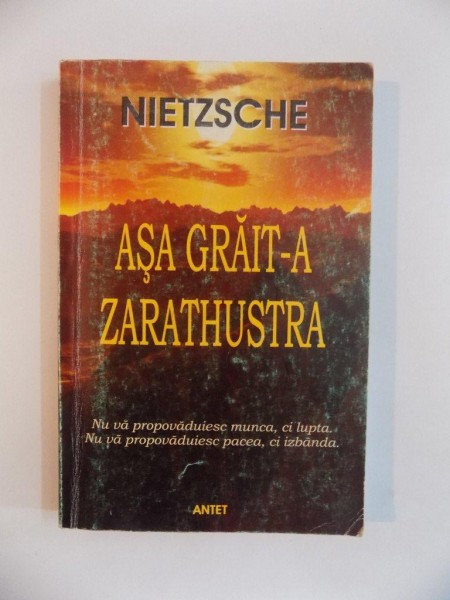 NIETZSCHE
AŞA GRĂIT-A
ZARATHUSTRA
Nu vă propovăduiesc munca, ci lupta.
Nu vă propovăduiesc pacea, ci izbânda.
ANTET